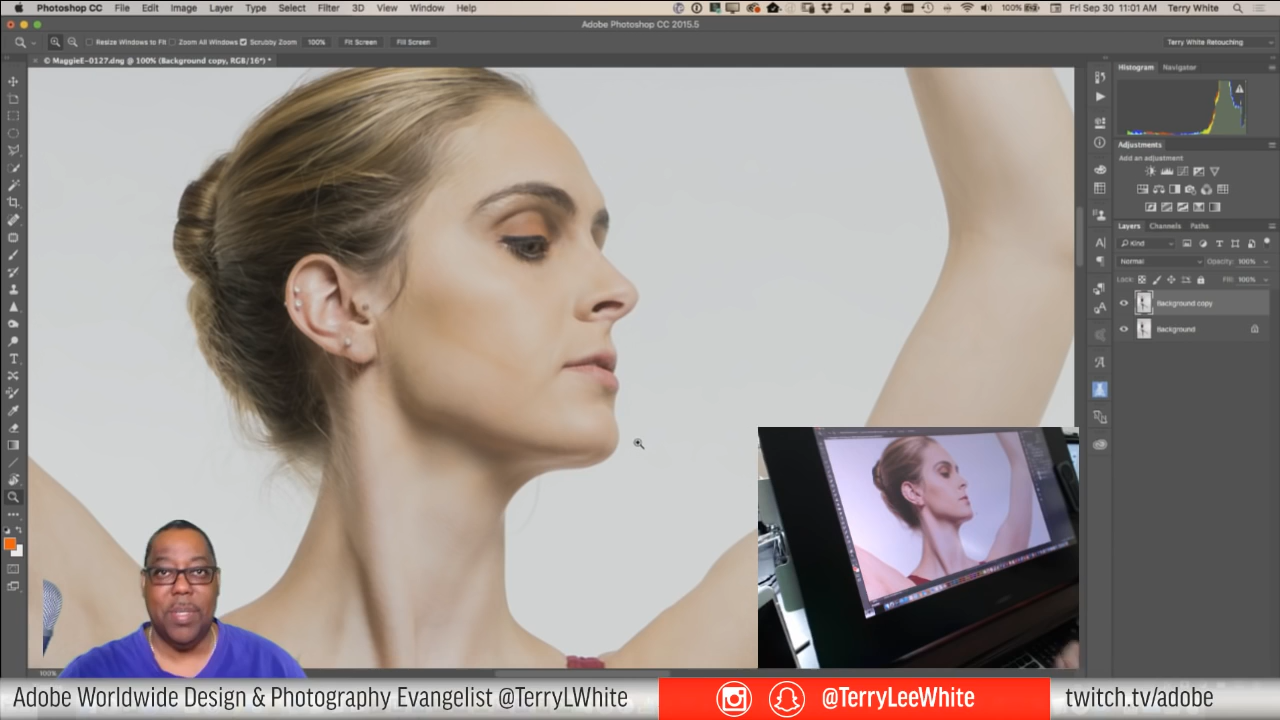 Photoshop CC File Edit Image Layer Type Select Filter 3D View Window Help 100% Fri Sep 30 11:01 AM Terry White
Adobe Photoshop CC 2015.5
Resize Windows to Fit Zoom All Windows Scrubby Zoom 100% Fit Screen Fill Screen Terry White Retouching
© MaggieE-0127.dng @ 100% (Background copy, RGB/16*) *
Histogram Navigator
Adjustments
Add an adjustment
Layers Channels Paths
Kind
Normal Opacity: 100%
Lock: Fill: 100%
Background copy
Background
100%
Adobe Worldwide Design & Photography Evangelist @TerryLWhite @TerryLeeWhite twitch.tv/adobe